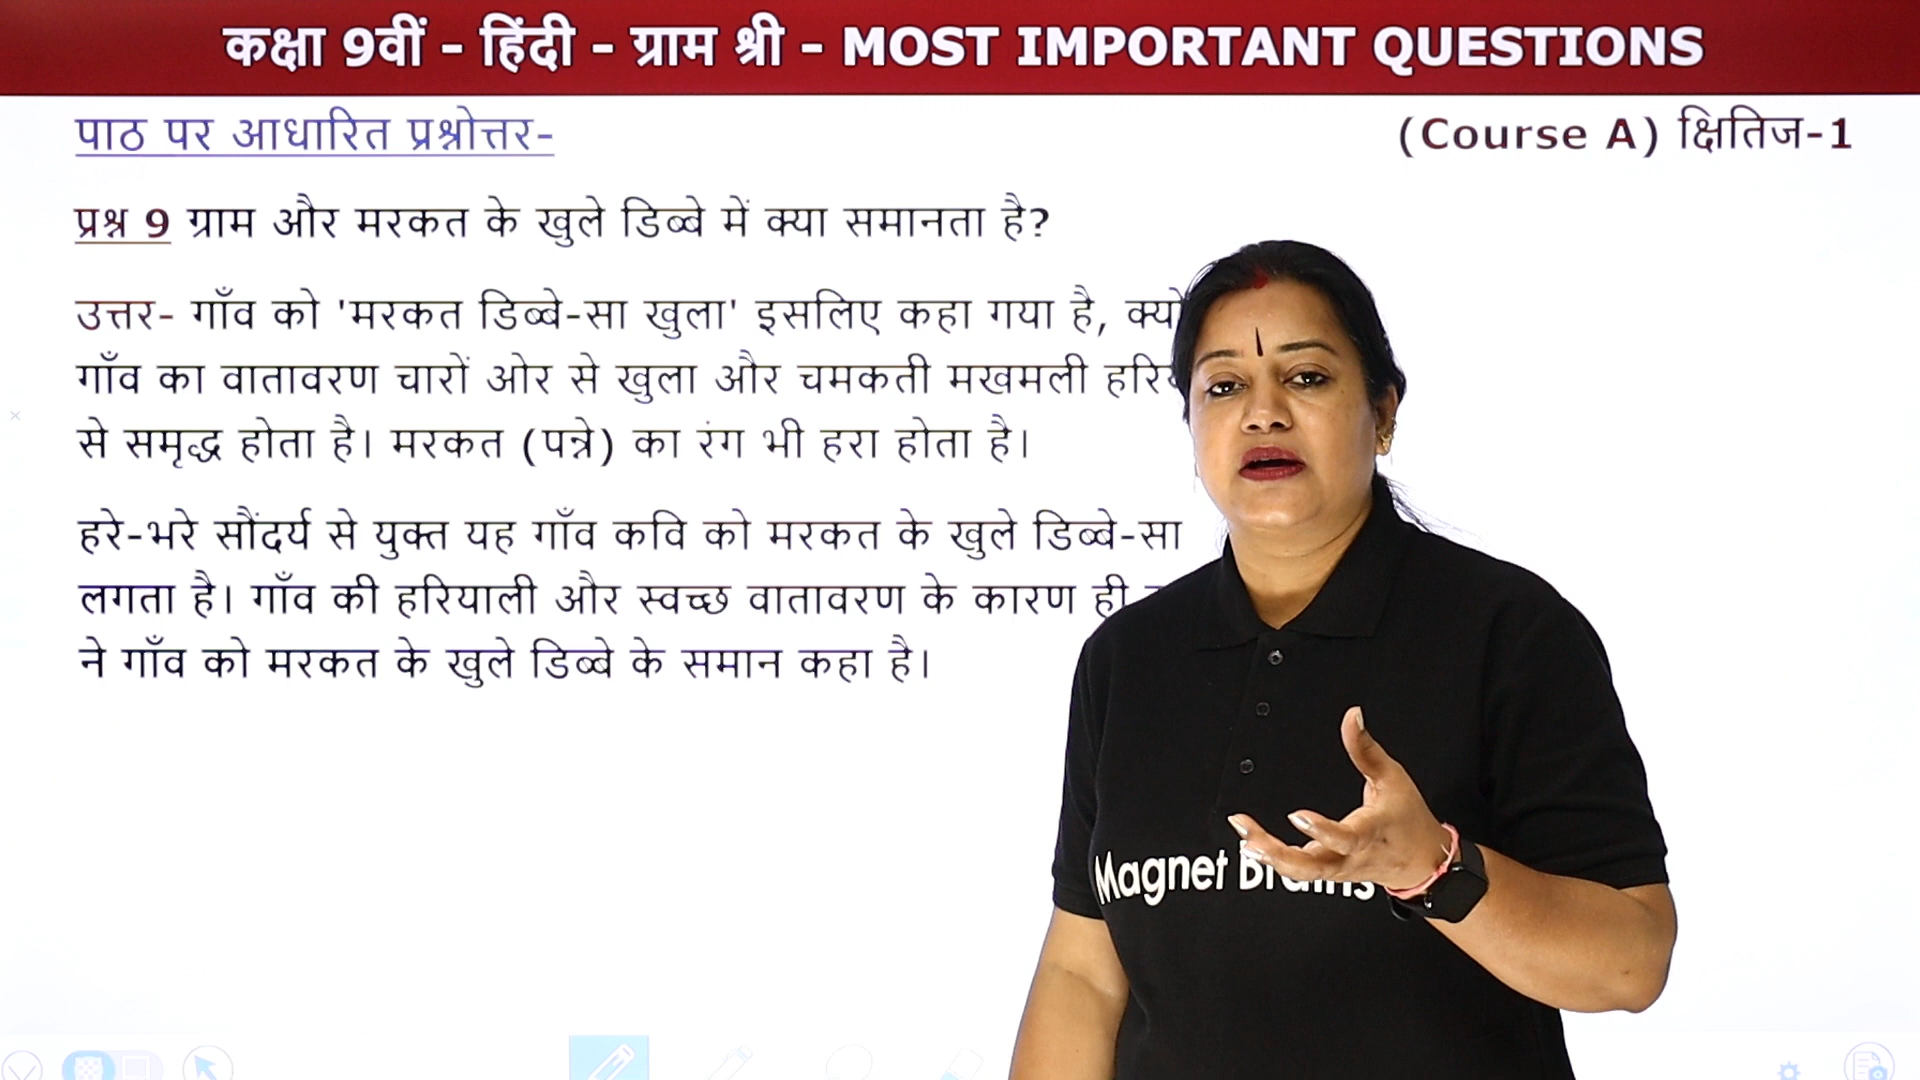 कक्षा 9वीं - हिंदी - ग्राम श्री - MOST IMPORTANT QUESTIONS
पाठ पर आधारित प्रश्नोत्तर-
(Course A) क्षितिज-1
प्रश्न 9 ग्राम और मरकत के खुले डिब्बे में क्या समानता है?
उत्तर- गाँव को 'मरकत डिब्बे-सा खुला' इसलिए कहा गया है,
गाँव का वातावरण चारों ओर से खुला और चमकती मखमली
से समृद्ध होता है। मरकत (पन्ने) का रंग भी हरा होता है।
हरे-भरे सौंदर्य से युक्त यह गाँव कवि को मरकत के खुले डिब्बे-सा
लगता है। गाँव की हरियाली और स्वच्छ वातावरण के कारण ही
ने गाँव को मरकत के खुले डिब्बे के समान कहा है।
Magnet Brains